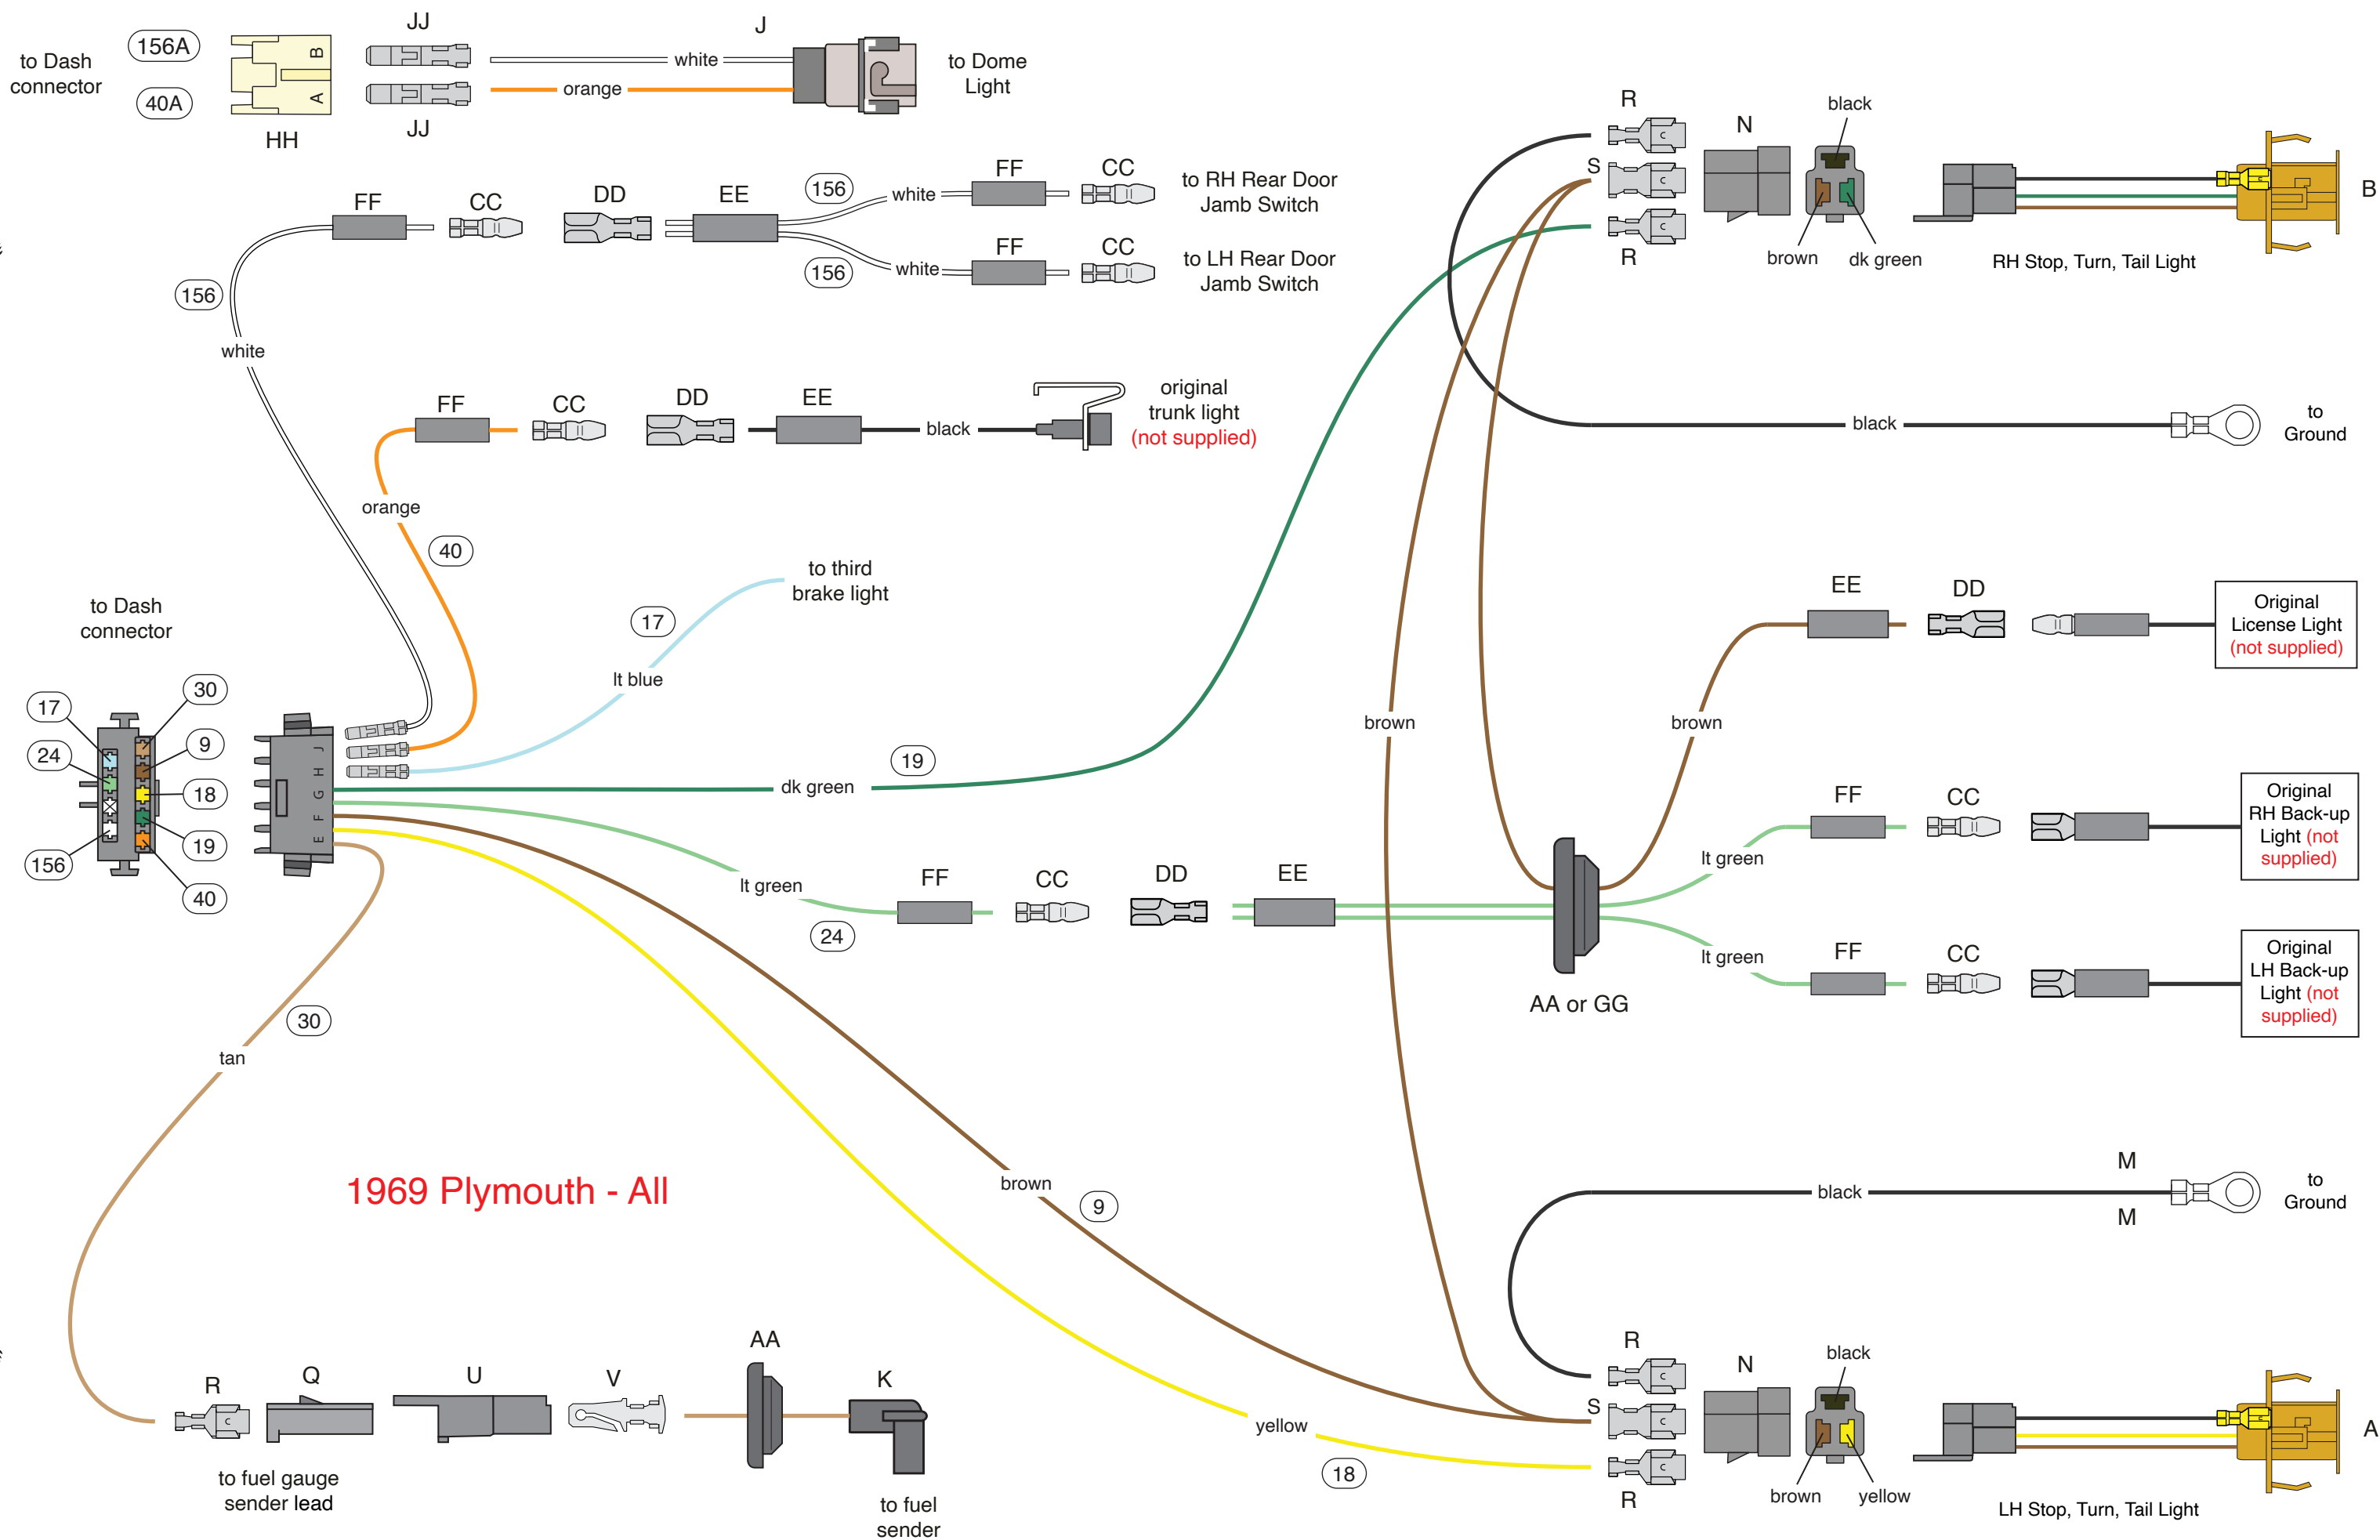 to Dash
connector
156A
40A
B
A
HH
JJ
JJ
white
orange
J
to Dome
Light
FF
CC
DD
EE
156
white
FF
CC
to RH Rear Door
Jamb Switch
156
white
FF
CC
to LH Rear Door
Jamb Switch
156
white
FF
CC
DD
EE
black
original
trunk light
(not supplied)
orange
40
to third
brake light
17
lt blue
to Dash
connector
17
24
156
30
9
18
19
40
J
H
G
F
E
dk green
19
lt green
24
FF
CC
DD
EE
AA or GG
brown
brown
R
S
R
C
C
C
N
black
brown
dk green
C
B
RH Stop, Turn, Tail Light
black
to
Ground
EE
DD
Original
License Light
(not supplied)
lt green
FF
CC
Original
RH Back-up
Light (not
supplied)
lt green
FF
CC
Original
LH Back-up
Light (not
supplied)
30
tan
1969 Plymouth - All
brown
9
yellow
18
black
M
M
to
Ground
R
S
R
C
C
C
N
black
brown
yellow
C
A
LH Stop, Turn, Tail Light
R
C
Q
U
V
AA
K
to fuel gauge
sender lead
to fuel
sender